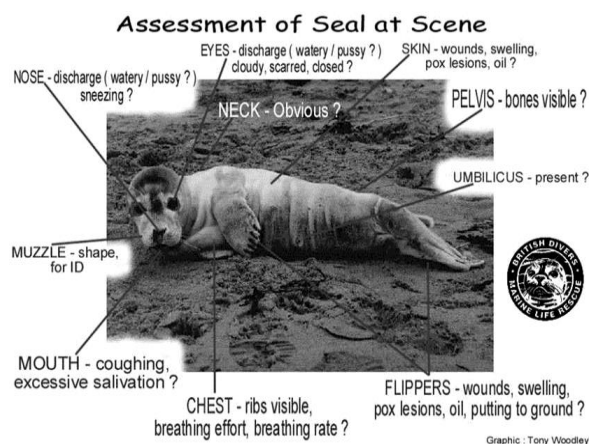 Assessment of Seal at Scene
EYES - discharge ( watery / pussy ? )
cloudy, scarred, closed ?
SKIN - wounds, swelling,
pox lesions, oil ?
NOSE - discharge ( watery / pussy ? )
sneezing ?
NECK - Obvious ?
PELVIS - bones visible ?
UMBILICUS - present ?
MUZZLE - shape,
for ID
BRITISH DIVERS
MARINE LIFE RESCUE
MOUTH - coughing,
excessive salivation ?
CHEST - ribs visible,
breathing effort, breathing rate ?
FLIPPERS - wounds, swelling,
pox lesions, oil, putting to ground ?
Graphic : Tony Woodley